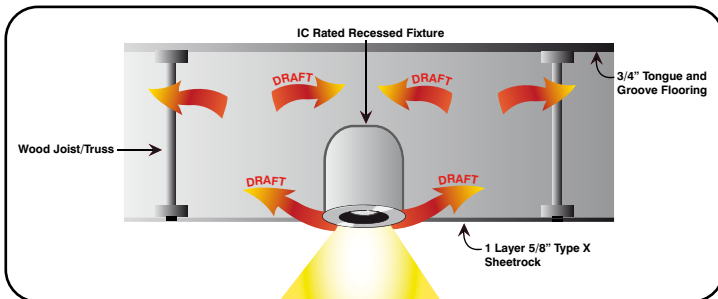 IC Rated Recessed Fixture
DRAFT
DRAFT
3/4” Tongue and
Groove Flooring
Wood Joist/Truss
DRAFT
DRAFT
1 Layer 5/8” Type X
Sheetrock